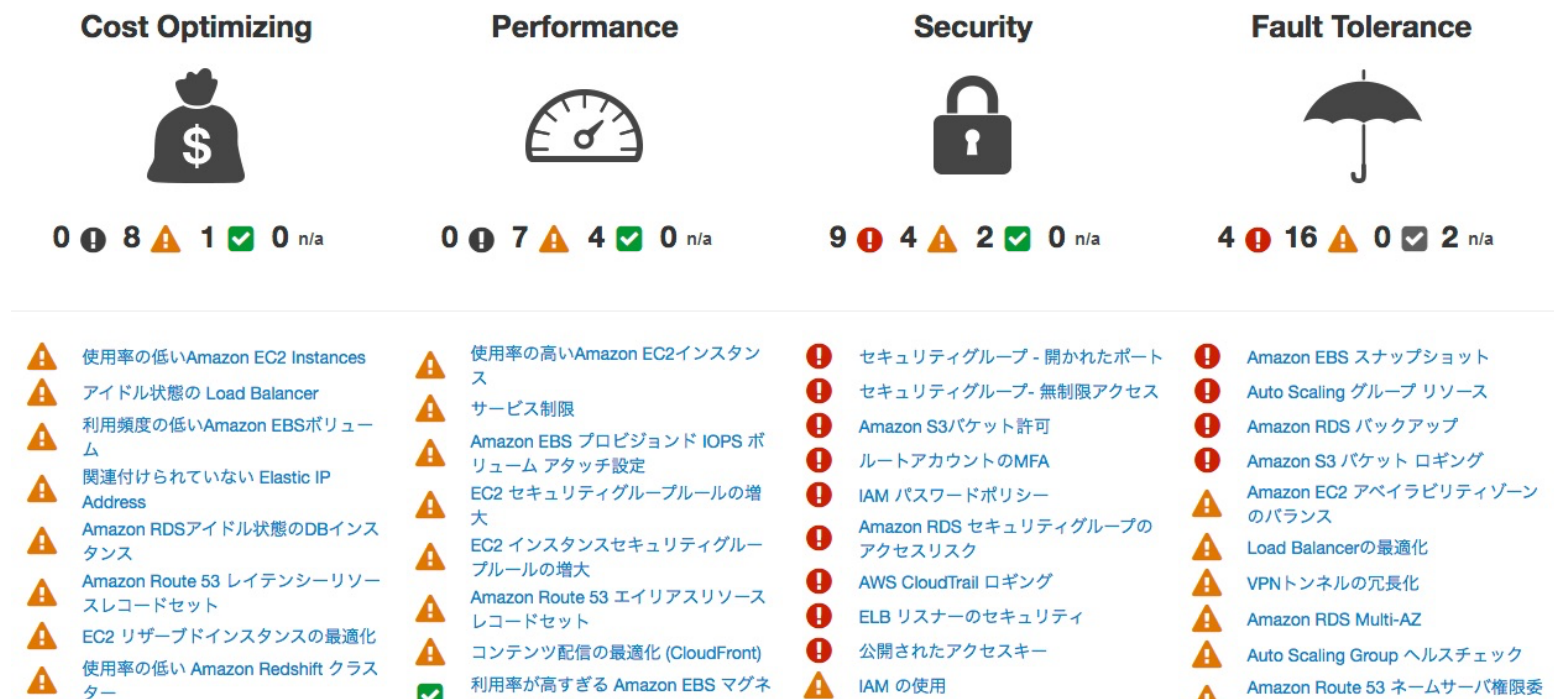 Cost Optimizing
$
0 8 1 0 n/a
使用率の低いAmazon EC2 Instances
アイドル状態の Load Balancer
利用頻度の低いAmazon EBSボリュー
ム
関連付けられていない Elastic IP
Address
Amazon RDSアイドル状態のDBインス
タンス
Amazon Route 53 レイテンシーリソー
スレコードセット
EC2 リザーブドインスタンスの最適化
使用率の低い Amazon Redshift クラス
ター
Performance
0 7 4 0 n/a
使用率の高いAmazon EC2インスタン
ス
サービス制限
Amazon EBS プロビジョンド IOPS ボ
リューム アタッチ設定
EC2 セキュリティグループルールの増
大
EC2 インスタンスセキュリティグルー
プルールの増大
Amazon Route 53 エイリアスリソース
レコードセット
コンテンツ配信の最適化 (CloudFront)
利用率が高すぎる Amazon EBS マグネ
Security
9 4 2 0 n/a
セキュリティグループ - 開かれたポート
セキュリティグループ- 無制限アクセス
Amazon S3バケット許可
ルートアカウントのMFA
IAM パスワードポリシー
Amazon RDS セキュリティグループの
アクセスリスク
AWS CloudTrail ロギング
ELB リスナーのセキュリティ
公開されたアクセスキー
IAM の使用
Fault Tolerance
4 16 0 2 n/a
Amazon EBS スナップショット
Auto Scaling グループ リソース
Amazon RDS バックアップ
Amazon S3 バケット ロギング
Amazon EC2 アベイラビリティゾーン
のバランス
Load Balancerの最適化
VPNトンネルの冗長化
Amazon RDS Multi-AZ
Auto Scaling Group ヘルスチェック
Amazon Route 53 ネームサーバ権限委